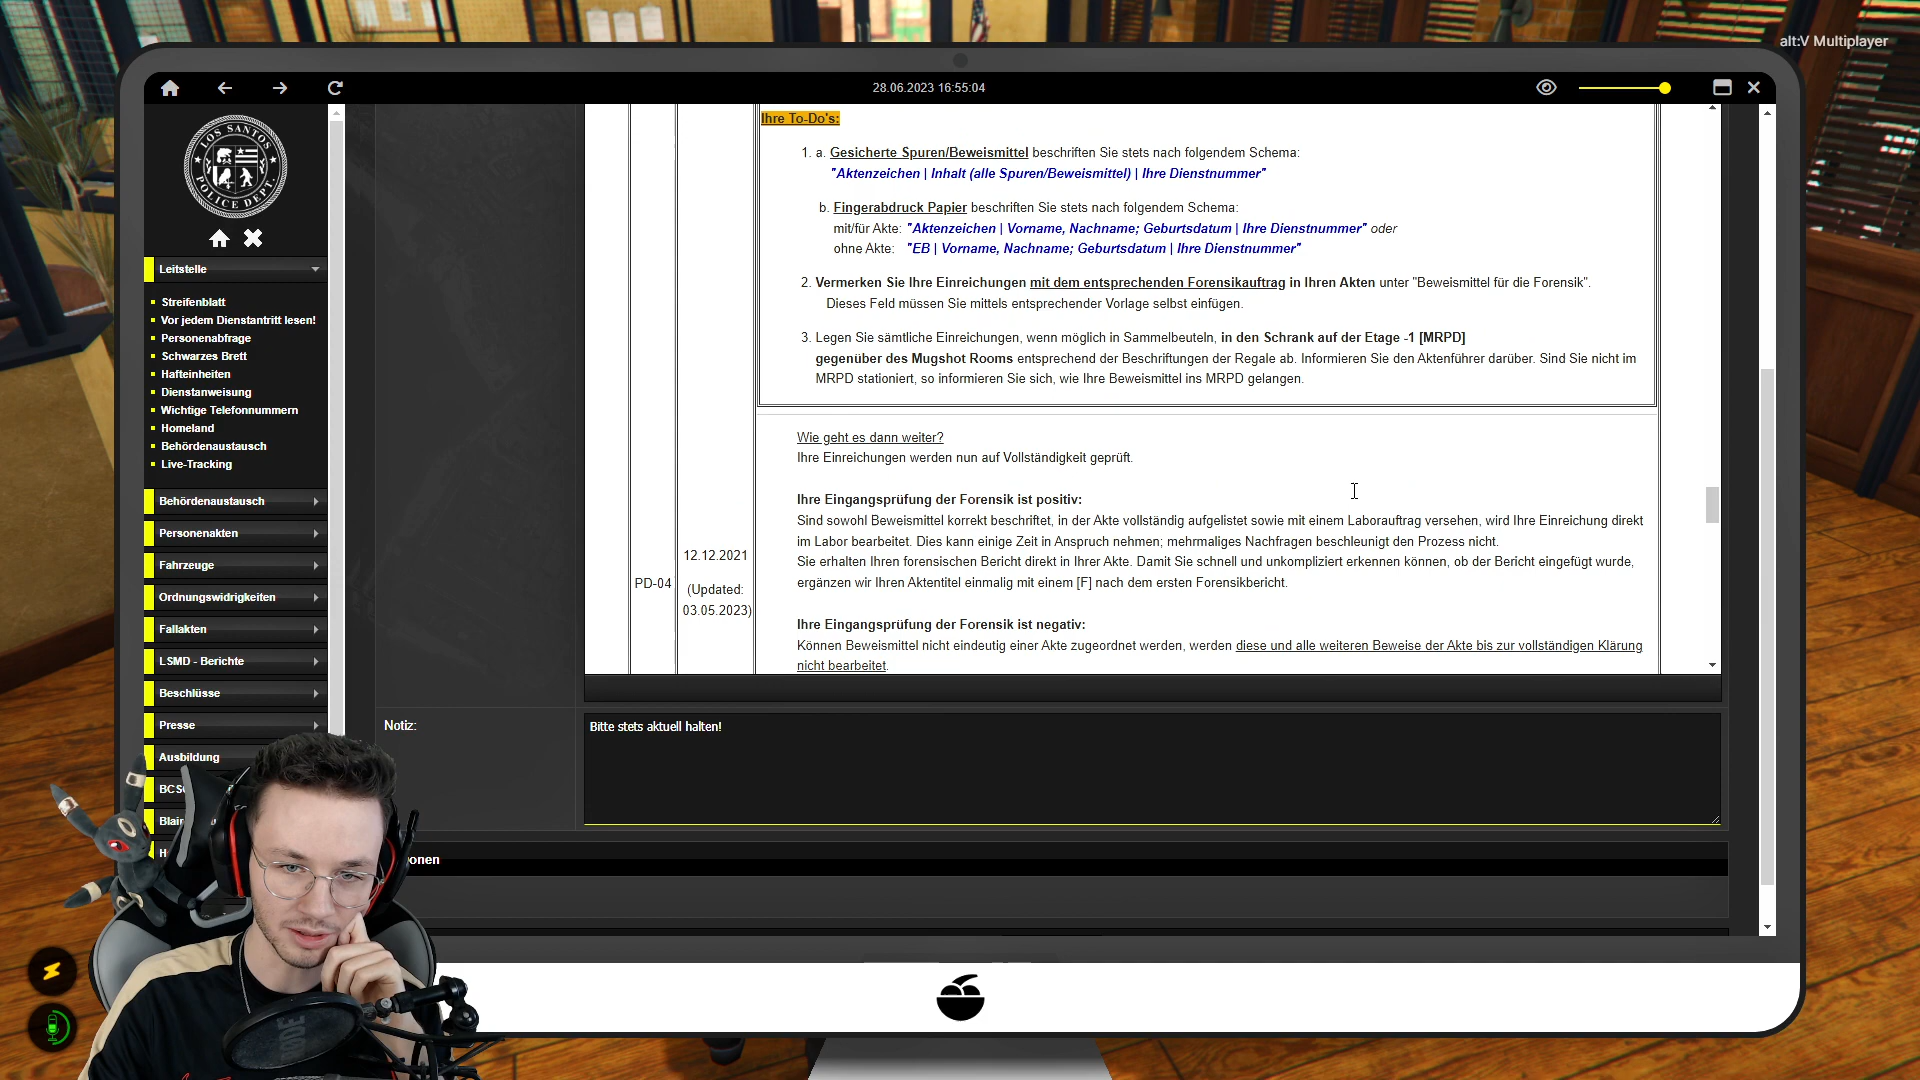 alt:V Multiplayer
28.06.2023 16:55:04
LOS SANTOS
POLICE DEPT.
Leitstelle
Streifenblatt
Vor jedem Dienstantritt lesen!
Personenabfrage
Schwarzes Brett
Hafteinheiten
Dienstanweisung
Wichtige Telefonnummern
Homeland
Behördenaustausch
Live-Tracking
Behördenaustausch
Personenakten
Fahrzeuge
Ordnungswidrigkeiten
Fallakten
LSMD - Berichte
Beschlüsse
Presse
Ausbildung
BCS
Blair
H
Ihre To-Do's:
1. a. Gesicherte Spuren/Beweismittel beschriften Sie stets nach folgendem Schema:
"Aktenzeichen | Inhalt (alle Spuren/Beweismittel) | Ihre Dienstnummer"
b. Fingerabdruck Papier beschriften Sie stets nach folgendem Schema:
mit/für Akte: "Aktenzeichen | Vorname, Nachname; Geburtsdatum | Ihre Dienstnummer" oder
ohne Akte: "EB | Vorname, Nachname; Geburtsdatum | Ihre Dienstnummer"
2. Vermerken Sie Ihre Einreichungen mit dem entsprechenden Forensikauftrag in Ihren Akten unter "Beweismittel für die Forensik".
Dieses Feld müssen Sie mittels entsprechender Vorlage selbst einfügen.
3. Legen Sie sämtliche Einreichungen, wenn möglich in Sammelbeuteln, in den Schrank auf der Etage -1 [MRPD]
gegenüber des Mugshot Rooms entsprechend der Beschriftungen der Regale ab. Informieren Sie den Aktenführer darüber. Sind Sie nicht im
MRPD stationiert, so informieren Sie sich, wie Ihre Beweismittel ins MRPD gelangen.
Wie geht es dann weiter?
Ihre Einreichungen werden nun auf Vollständigkeit geprüft.
Ihre Eingangsprüfung der Forensik ist positiv:
Sind sowohl Beweismittel korrekt beschriftet, in der Akte vollständig aufgelistet sowie mit einem Laborauftrag versehen, wird Ihre Einreichung direkt
im Labor bearbeitet. Dies kann einige Zeit in Anspruch nehmen; mehrmaliges Nachfragen beschleunigt den Prozess nicht.
Sie erhalten Ihren forensischen Bericht direkt in Ihrer Akte. Damit Sie schnell und unkompliziert erkennen können, ob der Bericht eingefügt wurde,
ergänzen wir Ihren Aktentitel einmalig mit einem [F] nach dem ersten Forensikbericht.
Ihre Eingangsprüfung der Forensik ist negativ:
Können Beweismittel nicht eindeutig einer Akte zugeordnet werden, werden diese und alle weiteren Beweise der Akte bis zur vollständigen Klärung
nicht bearbeitet.
PD-04
12.12.2021
(Updated:
03.05.2023)
Notiz:
Bitte stets aktuell halten!
onen